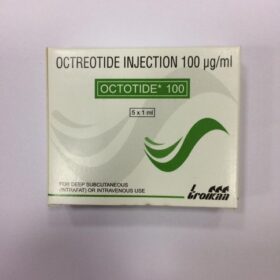 OCTREOTIDE INJECTION 100 µg/ml
OCTOTIDE* 100
5 x 1 ml
FOR DEEP SUBCUTANEOUS
(INTRAFAT) OR INTRAVENOUS USE
troikaa